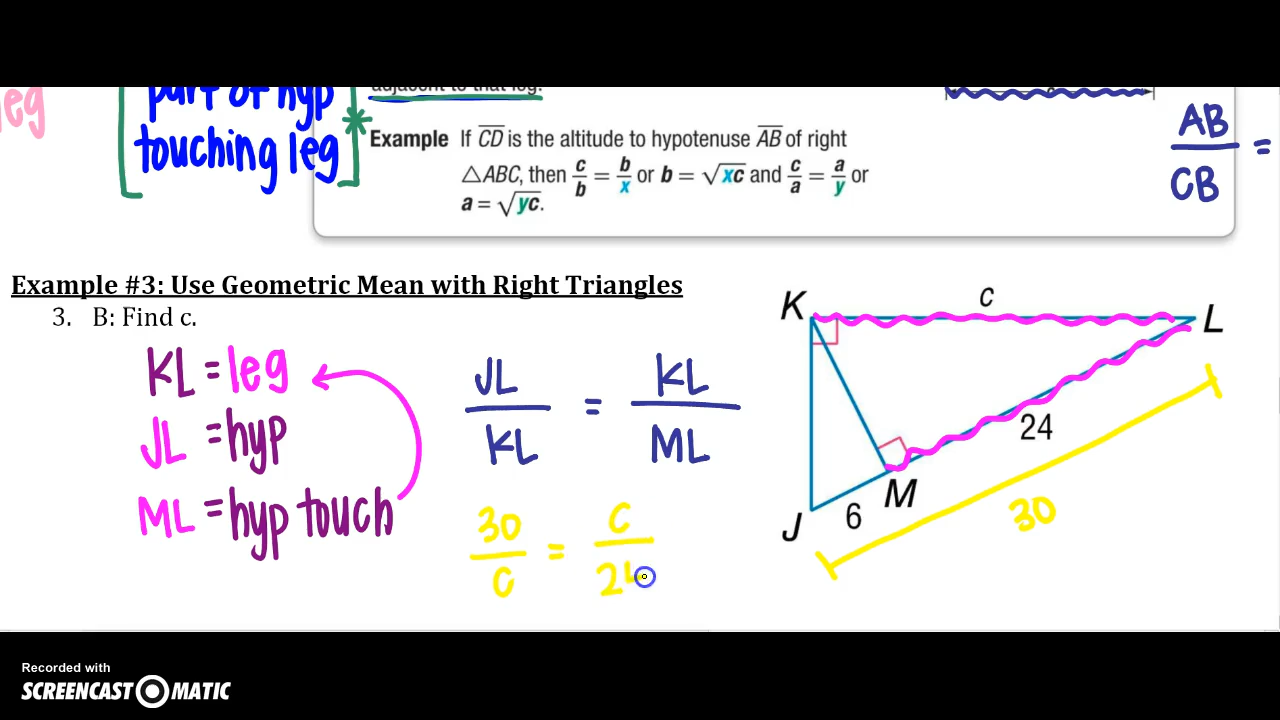 leg
part of hyp
touching leg
*
adjacent to that leg.
Example If CD is the altitude to hypotenuse AB of right
△ABC, then c/b = b/x or b = √xc and c/a = a/y or
a = √yc.
AB/CB =
Example #3: Use Geometric Mean with Right Triangles
3. B: Find c.
KL = leg
JL = hyp
ML = hyp touch
JL/KL = KL/ML
30/c = c/24
K
c
L
24
M
6
J
30
Recorded with
SCREENCAST-O-MATIC